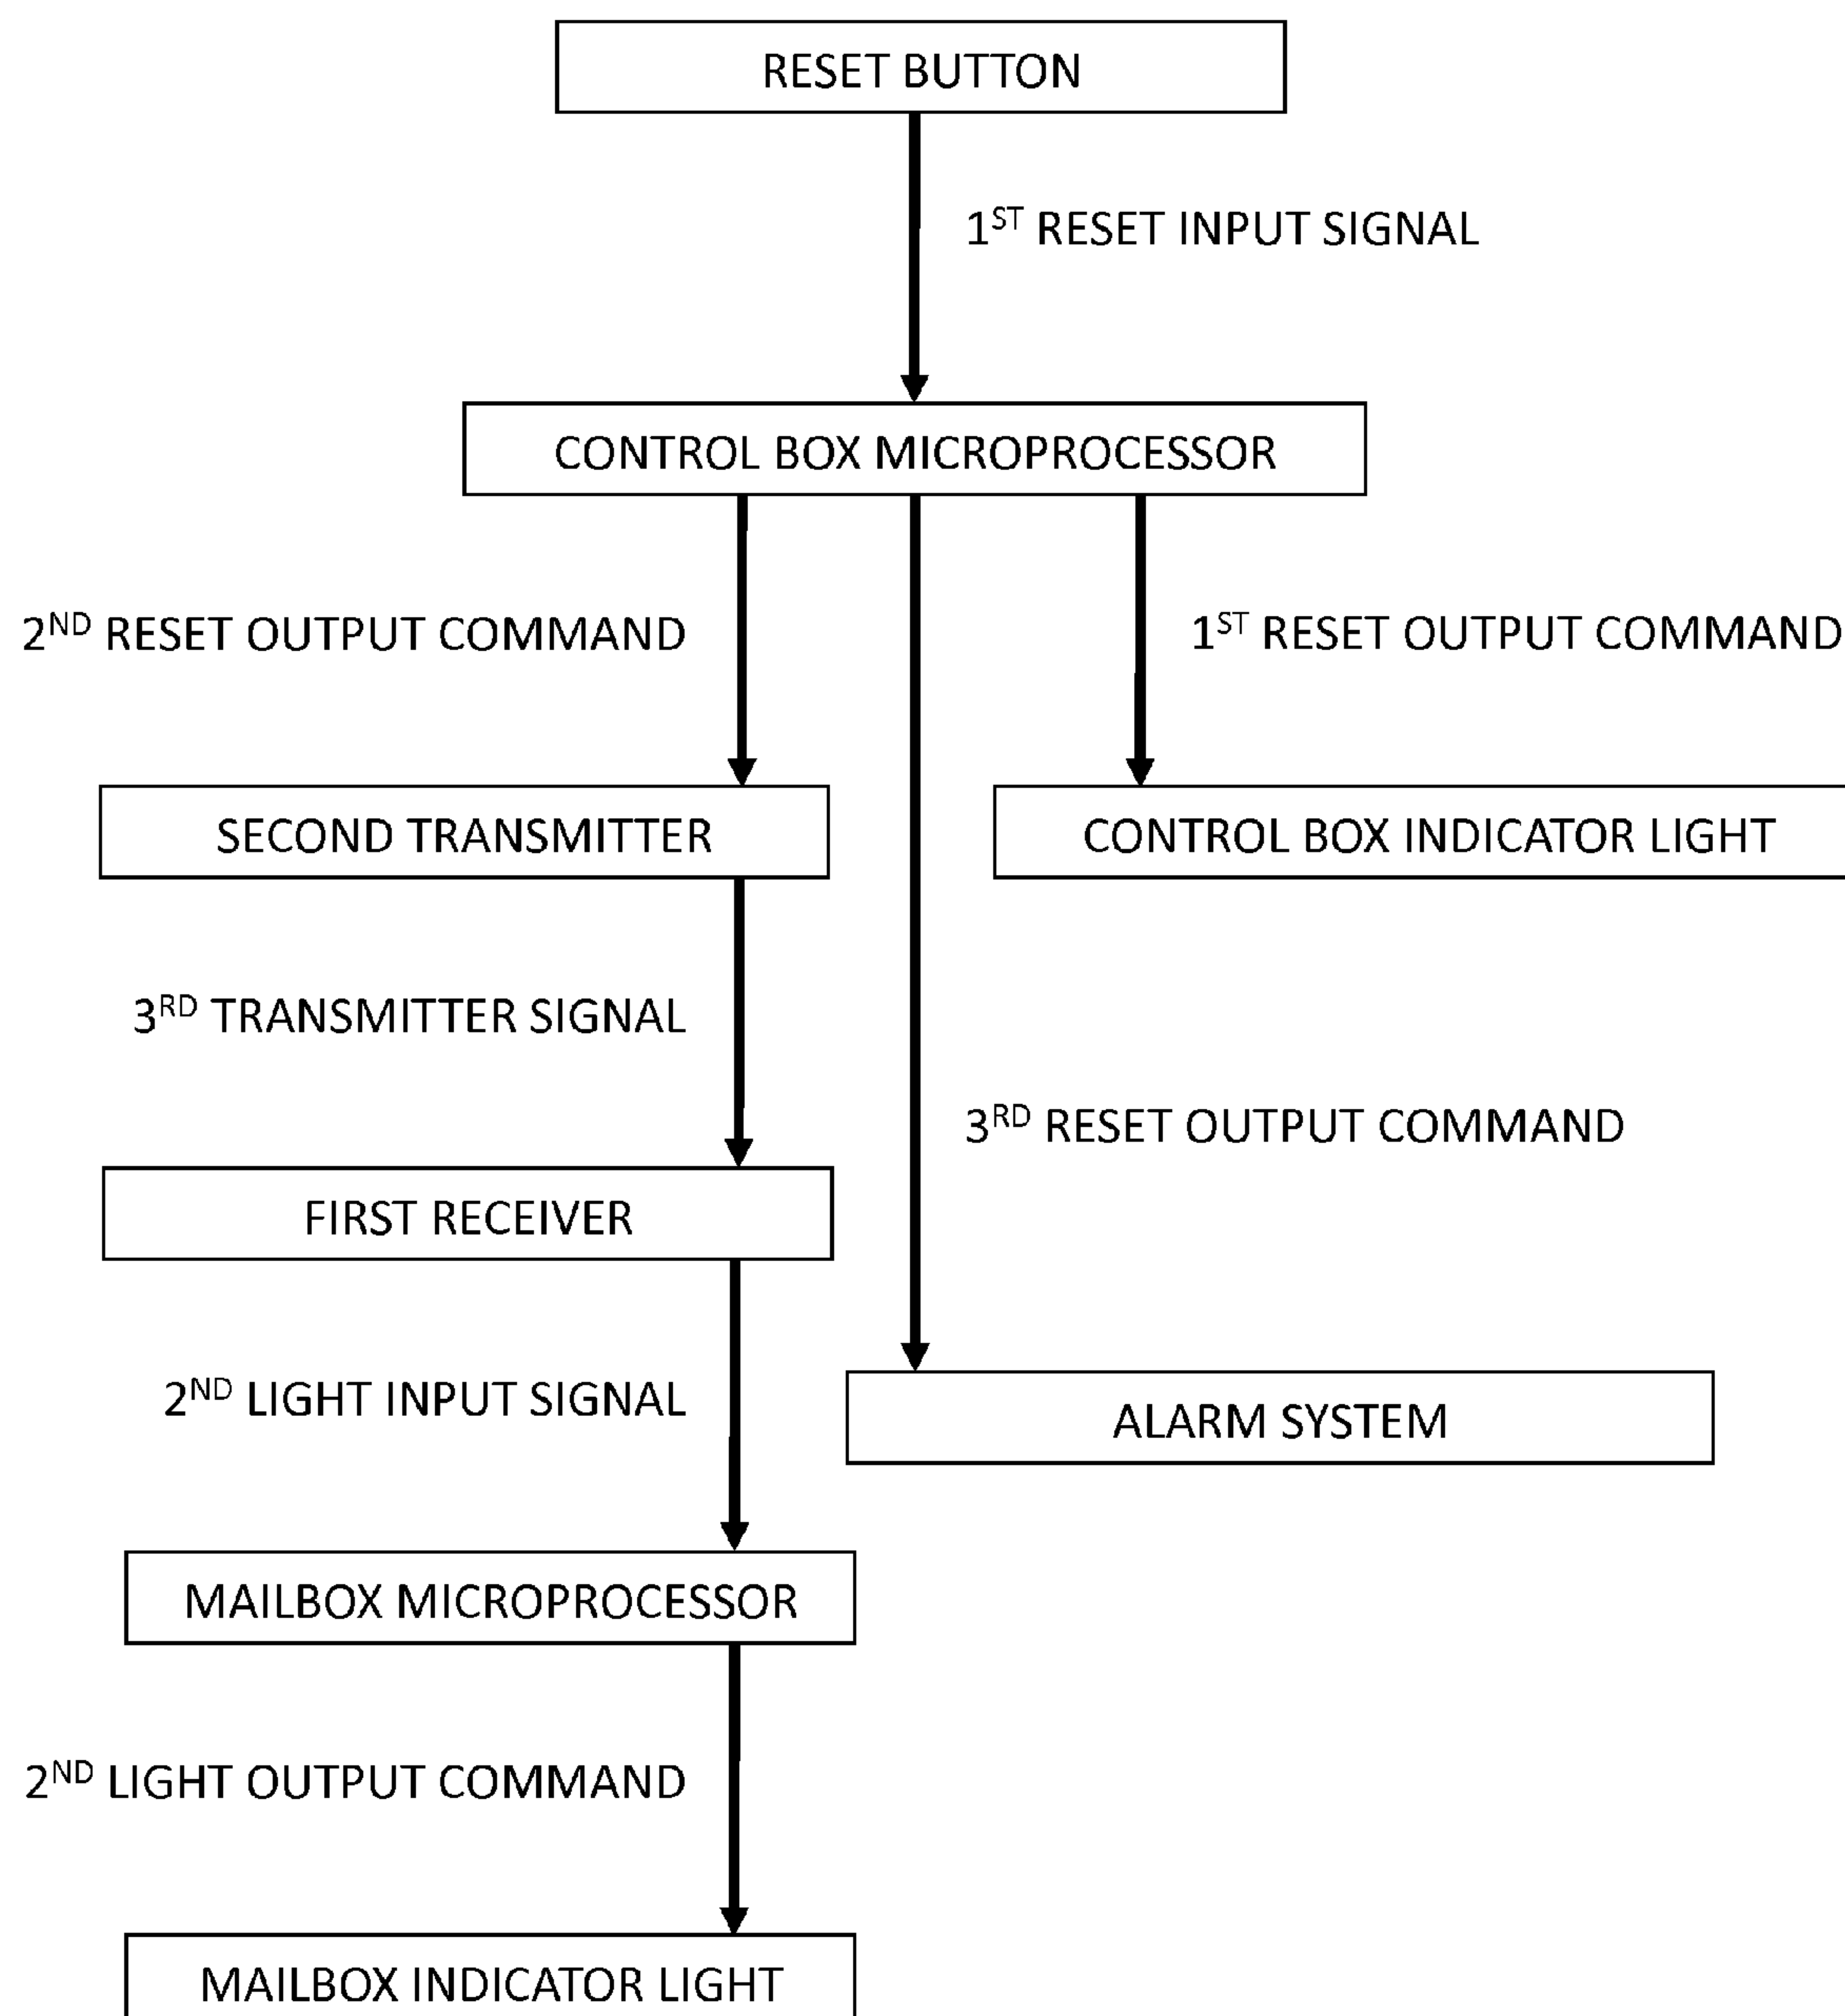 RESET BUTTON
1ST RESET INPUT SIGNAL
CONTROL BOX MICROPROCESSOR
2ND RESET OUTPUT COMMAND
1ST RESET OUTPUT COMMAND
SECOND TRANSMITTER
CONTROL BOX INDICATOR LIGHT
3RD TRANSMITTER SIGNAL
3RD RESET OUTPUT COMMAND
FIRST RECEIVER
2ND LIGHT INPUT SIGNAL
ALARM SYSTEM
MAILBOX MICROPROCESSOR
2ND LIGHT OUTPUT COMMAND
MAILBOX INDICATOR LIGHT